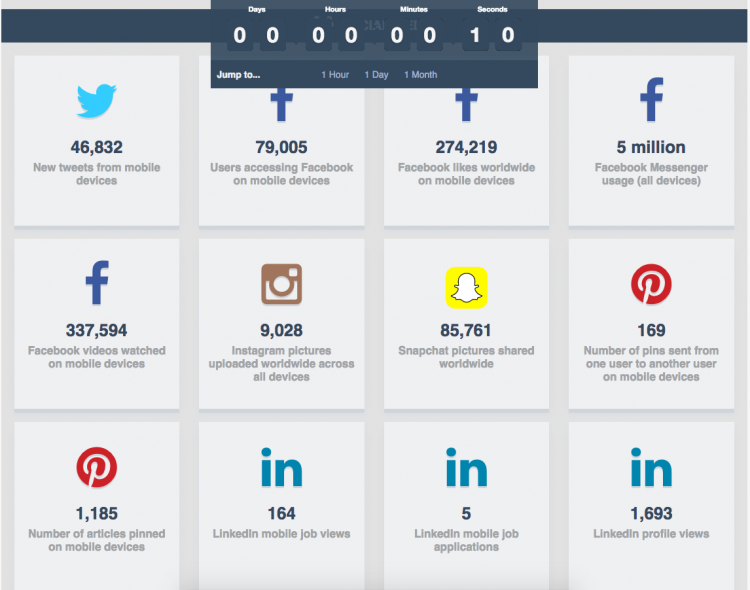 Days Hours Minutes Seconds
0 0 0 0 0 0 1 0
Jump to... 1 Hour 1 Day 1 Month
46,832
New tweets from mobile
devices
79,005
Users accessing Facebook
on mobile devices
274,219
Facebook likes worldwide
on mobile devices
5 million
Facebook Messenger
usage (all devices)
337,594
Facebook videos watched
on mobile devices
9,028
Instagram pictures
uploaded worldwide across
all devices
85,761
Snapchat pictures shared
worldwide
169
Number of pins sent from
one user to another user
on mobile devices
1,185
Number of articles pinned
on mobile devices
in
164
LinkedIn mobile job views
in
5
LinkedIn mobile job
applications
in
1,693
LinkedIn profile views